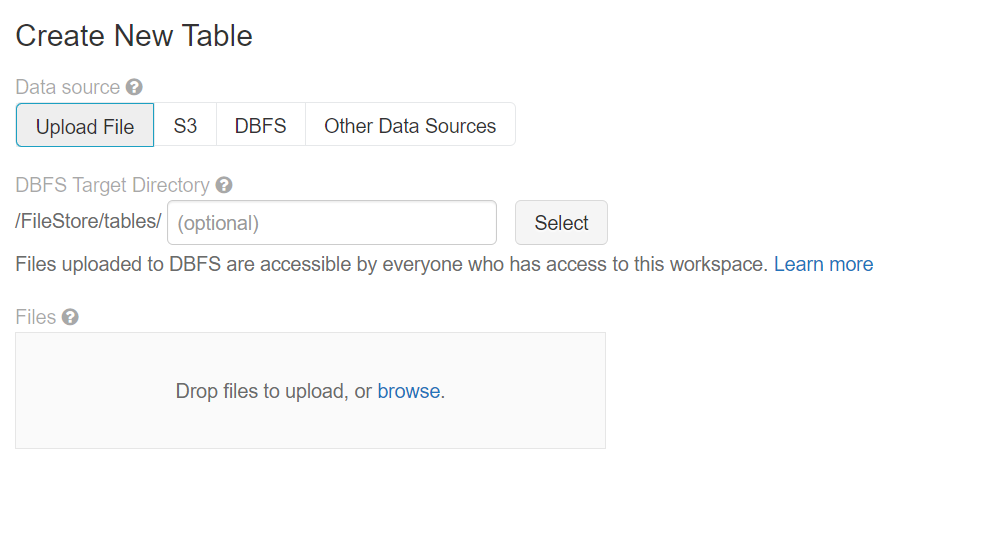 Create New Table
Data source ?
Upload File S3 DBFS Other Data Sources
DBFS Target Directory ?
/FileStore/tables/ (optional) Select
Files uploaded to DBFS are accessible by everyone who has access to this workspace. Learn more
Files ?
Drop files to upload, or browse.